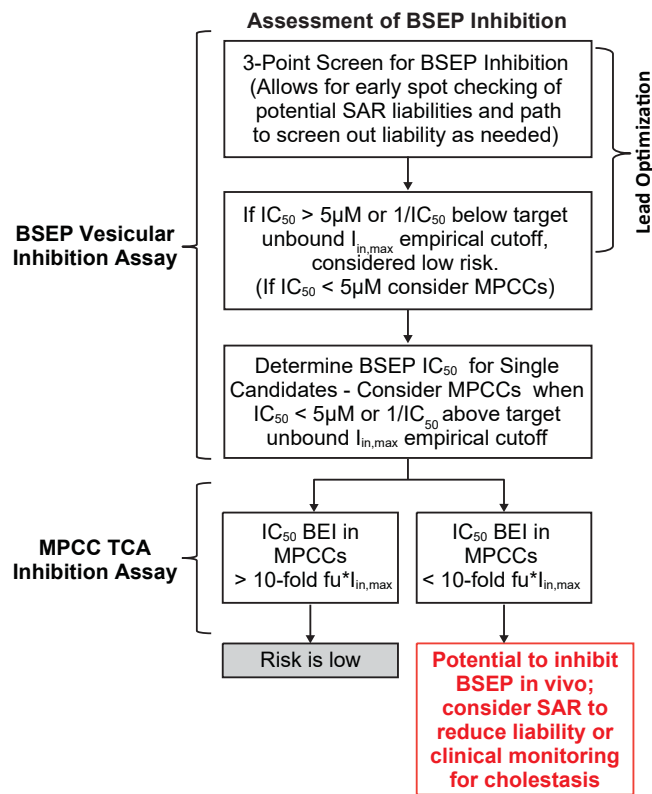 Assessment of BSEP Inhibition
3-Point Screen for BSEP Inhibition
(Allows for early spot checking of
potential SAR liabilities and path
to screen out liability as needed)
Lead Optimization
BSEP Vesicular
Inhibition Assay
If IC50 > 5µM or 1/IC50 below target
unbound Iin,max empirical cutoff,
considered low risk.
(If IC50 < 5µM consider MPCCs)
Determine BSEP IC50 for Single
Candidates - Consider MPCCs when
IC50 < 5µM or 1/IC50 above target
unbound Iin,max empirical cutoff
MPCC TCA
Inhibition Assay
IC50 BEI in
MPCCs
> 10-fold fu*Iin,max
IC50 BEI in
MPCCs
< 10-fold fu*Iin,max
Risk is low
Potential to inhibit
BSEP in vivo;
consider SAR to
reduce liability or
clinical monitoring
for cholestasis